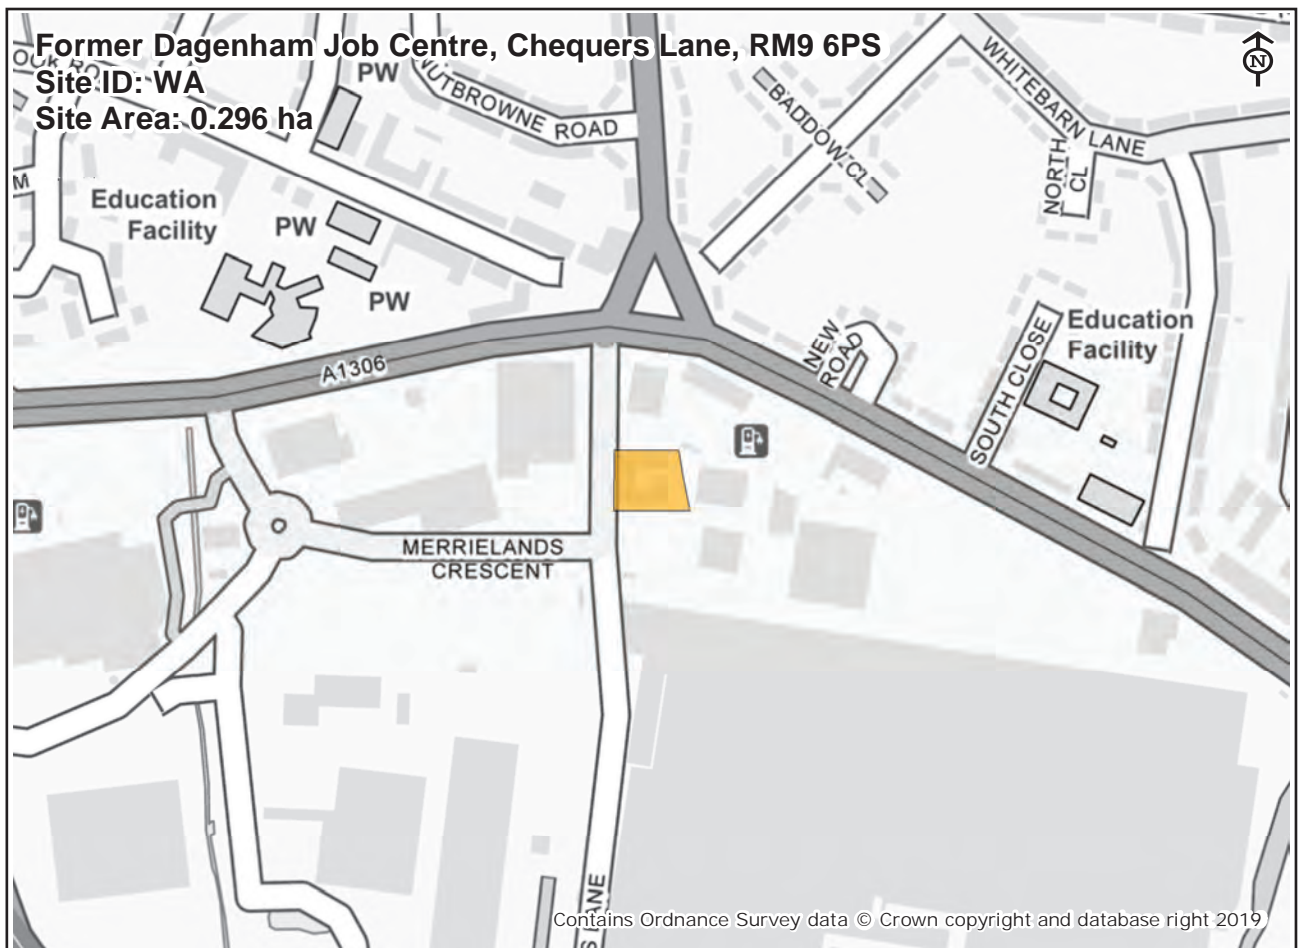 Former Dagenham Job Centre, Chequers Lane, RM9 6PS
Site ID: WA
Site Area: 0.296 ha
N
PW
NUTBROWNE ROAD
BADDOW CL
WHITEBARN LANE
NORTH
CL
Education
Facility
PW
PW
A1306
NEW
ROAD
SOUTH CLOSE
Education
Facility
MERRIELANDS
CRESCENT
LANE
Contains Ordnance Survey data © Crown copyright and database right 2019